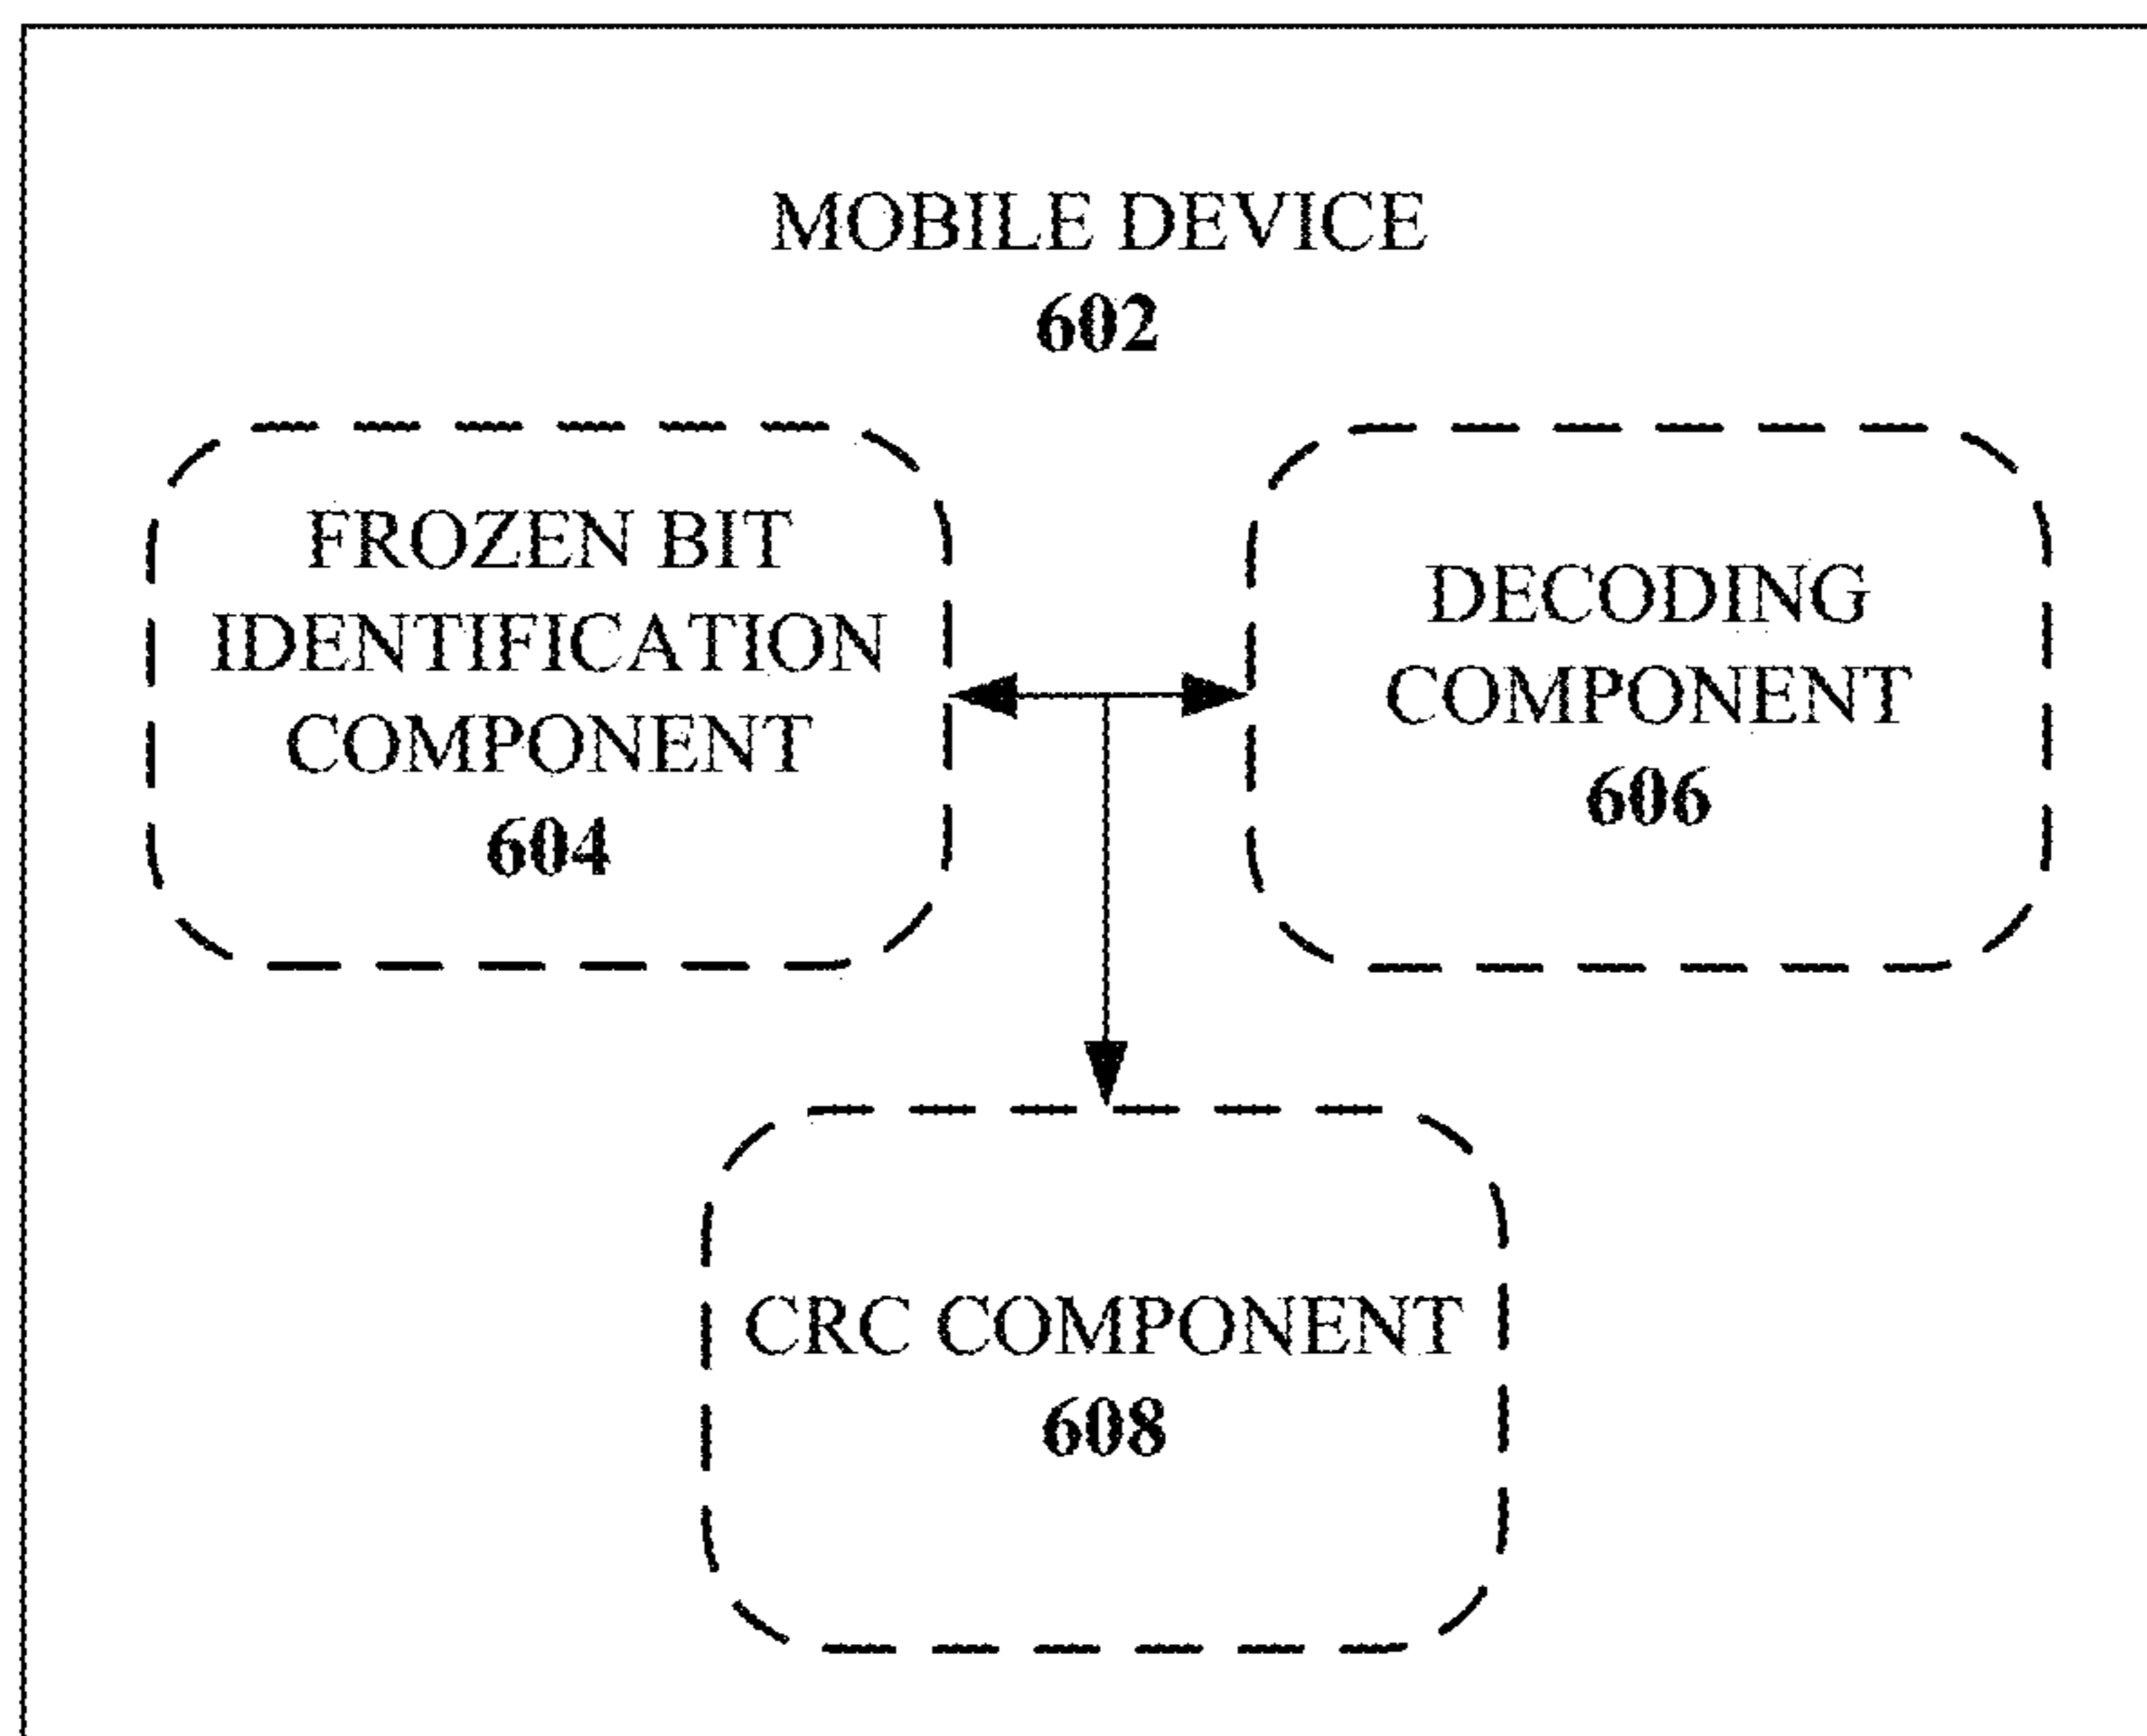 MOBILE DEVICE
602
FROZEN BIT
IDENTIFICATION
COMPONENT
604
DECODING
COMPONENT
606
CRC COMPONENT
608